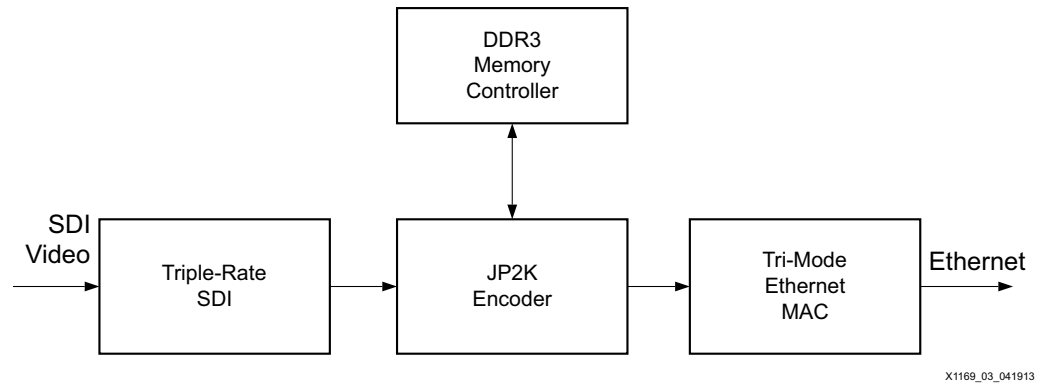 DDR3
Memory
Controller
SDI
Video
Triple-Rate
SDI
JP2K
Encoder
Tri-Mode
Ethernet
MAC
Ethernet
X1169_03_041913